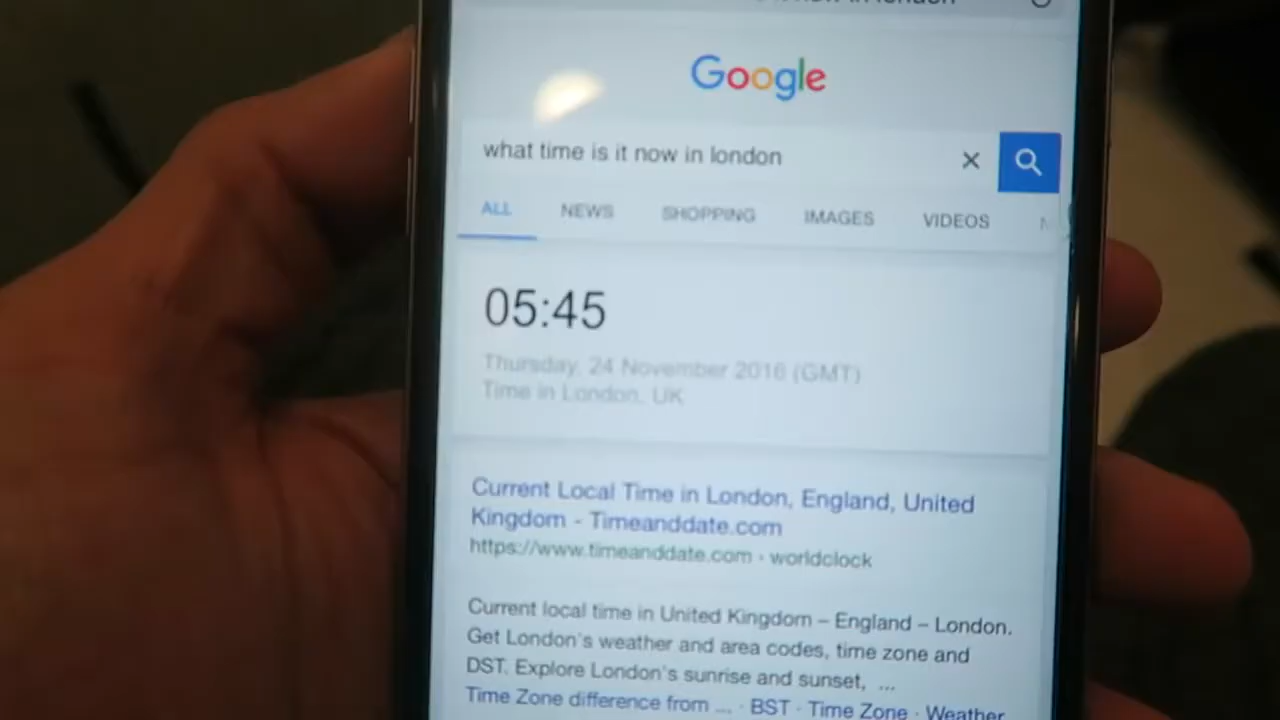 Google
what time is it now in london
ALL NEWS SHOPPING IMAGES VIDEOS
05:45
Thursday, 24 November 2016 (GMT)
Time in London, UK
Current Local Time in London, England, United
Kingdom - Timeanddate.com
https://www.timeanddate.com › worldclock
Current local time in United Kingdom – England – London.
Get London's weather and area codes, time zone and
DST. Explore London's sunrise and sunset, ...
Time Zone difference from ... · BST · Time Zone · Weather